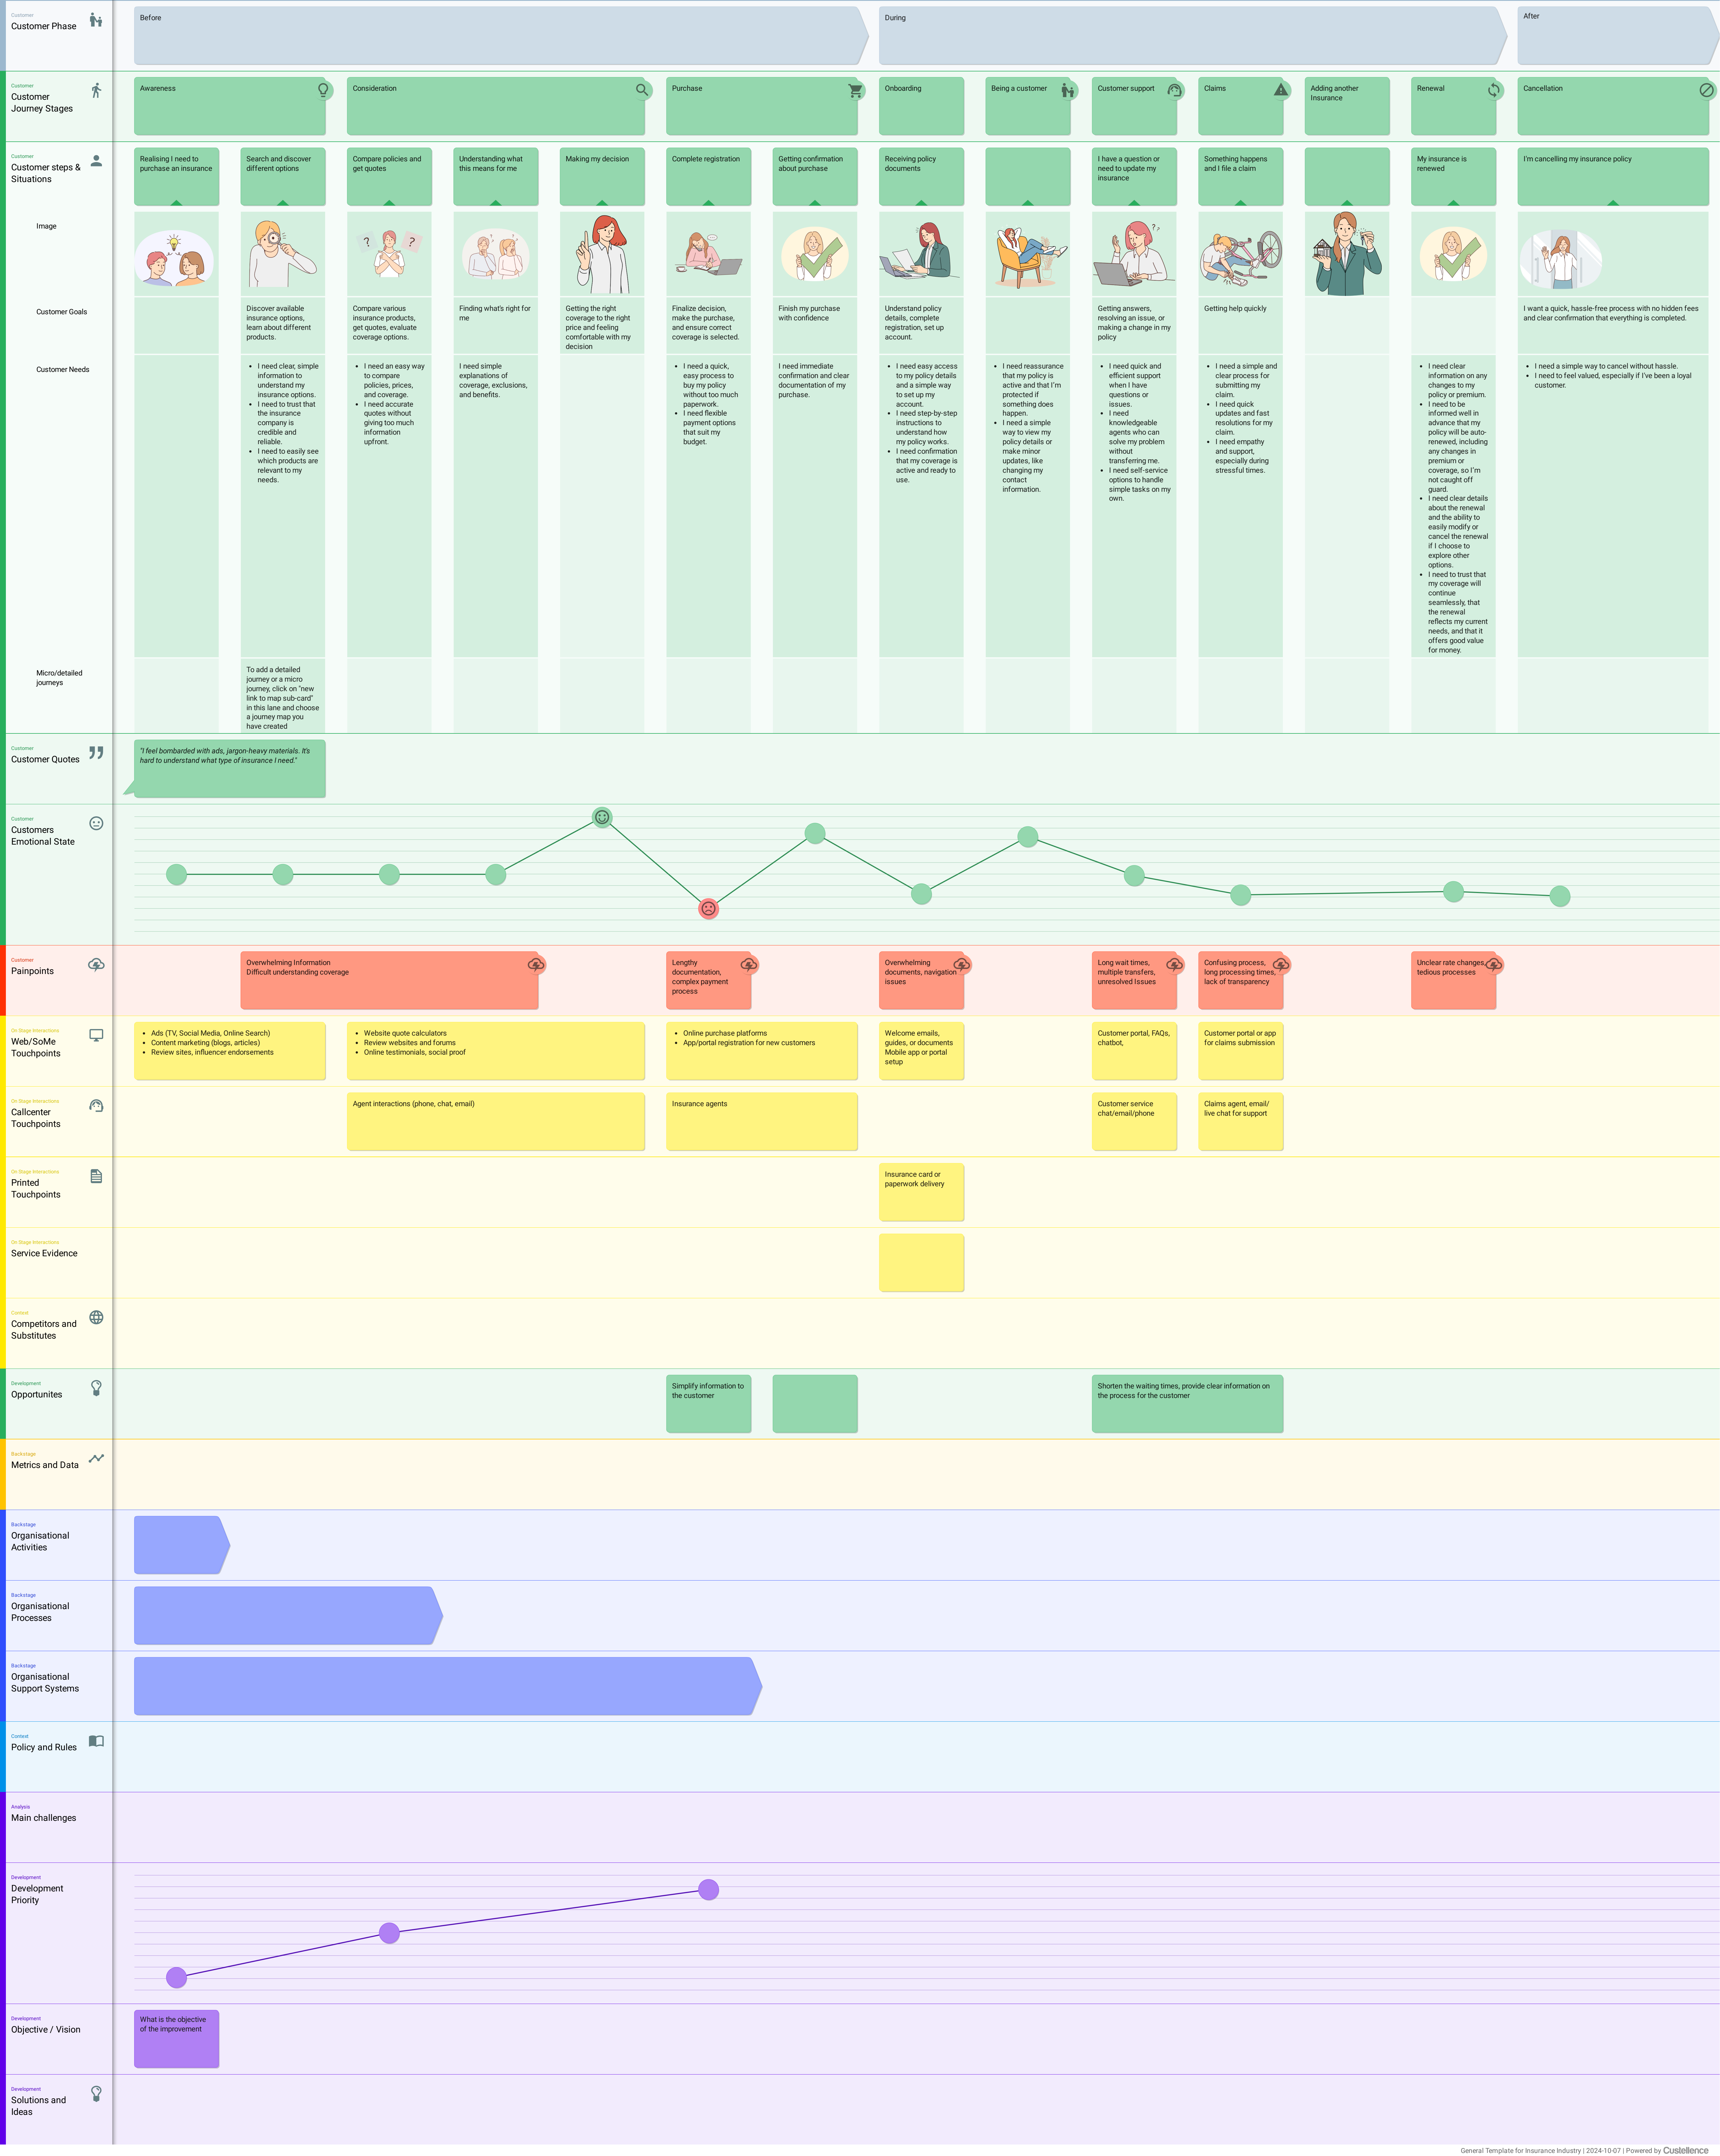 Customer
Customer Phase
Before
During
After
Customer
Customer
Journey Stages
Awareness
Consideration
Purchase
Onboarding
Being a customer
Customer support
Claims
Adding another
Insurance
Renewal
Cancellation
Customer
Customer steps &
Situations
Realising I need to
purchase an insurance
Search and discover
different options
Compare policies and
get quotes
Understanding what
this means for me
Making my decision
Complete registration
Getting confirmation
about purchase
Receiving policy
documents
I have a question or
need to update my
insurance
Something happens
and I file a claim
My insurance is
renewed
I'm cancelling my insurance policy
Image
? ?
Customer Goals
Discover available
insurance options,
learn about different
products.
Compare various
insurance products,
get quotes, evaluate
coverage options.
Finding what's right for
me
Getting the right
coverage to the right
price and feeling
comfortable with my
decision
Finalize decision,
make the purchase,
and ensure correct
coverage is selected.
Finish my purchase
with confidence
Understand policy
details, complete
registration, set up
account.
Getting answers,
resolving an issue, or
making a change in my
policy
Getting help quickly
I want a quick, hassle-free process with no hidden fees
and clear confirmation that everything is completed.
Customer Needs
• I need clear, simple
information to
understand my
insurance options.
• I need to trust that
the insurance
company is
credible and
reliable.
• I need to easily see
which products are
relevant to my
needs.
• I need an easy way
to compare
policies, prices,
and coverage.
• I need accurate
quotes without
giving too much
information
upfront.
I need simple
explanations of
coverage, exclusions,
and benefits.
• I need a quick,
easy process to
buy my policy
without too much
paperwork.
• I need flexible
payment options
that suit my
budget.
I need immediate
confirmation and clear
documentation of my
purchase.
• I need easy access
to my policy details
and a simple way
to set up my
account.
• I need step-by-step
instructions to
understand how
my policy works.
• I need confirmation
that my coverage is
active and ready to
use.
• I need reassurance
that my policy is
active and that I'm
protected if
something does
happen.
• I need a simple
way to view my
policy details or
make minor
updates, like
changing my
contact
information.
• I need quick and
efficient support
when I have
questions or
issues.
• I need
knowledgeable
agents who can
solve my problem
without
transferring me.
• I need self-service
options to handle
simple tasks on my
own.
• I need a simple and
clear process for
submitting my
claim.
• I need quick
updates and fast
resolutions for my
claim.
• I need empathy
and support,
especially during
stressful times.
• I need clear
information on any
changes to my
policy or premium.
• I need to be
informed well in
advance that my
policy will be auto-
renewed, including
any changes in
premium or
coverage, so I'm
not caught off
guard.
• I need clear details
about the renewal
and the ability to
easily modify or
cancel the renewal
if I choose to
explore other
options.
• I need to trust that
my coverage will
continue
seamlessly, that
the renewal
reflects my current
needs, and that it
offers good value
for money.
• I need a simple way to cancel without hassle.
• I need to feel valued, especially if I've been a loyal
customer.
Micro/detailed
journeys
To add a detailed
journey or a micro
journey, click on "new
link to map sub-card"
in this lane and choose
a journey map you
have created
Customer
Customer Quotes
"I feel bombarded with ads, jargon-heavy materials. It's
hard to understand what type of insurance I need."
Customer
Customers
Emotional State
Customer
Painpoints
Overwhelming Information
Difficult understanding coverage
Lengthy
documentation,
complex payment
process
Overwhelming
documents, navigation
issues
Long wait times,
multiple transfers,
unresolved Issues
Confusing process,
long processing times,
lack of transparency
Unclear rate changes,
tedious processes
On Stage Interactions
Web/SoMe
Touchpoints
• Ads (TV, Social Media, Online Search)
• Content marketing (blogs, articles)
• Review sites, influencer endorsements
• Website quote calculators
• Review websites and forums
• Online testimonials, social proof
• Online purchase platforms
• App/portal registration for new customers
Welcome emails,
guides, or documents
Mobile app or portal
setup
Customer portal, FAQs,
chatbot,
Customer portal or app
for claims submission
On Stage Interactions
Callcenter
Touchpoints
Agent interactions (phone, chat, email)
Insurance agents
Customer service
chat/email/phone
Claims agent, email/
live chat for support
On Stage Interactions
Printed
Touchpoints
Insurance card or
paperwork delivery
On Stage Interactions
Service Evidence
Context
Competitors and
Substitutes
Development
Opportunites
Simplify information to
the customer
Shorten the waiting times, provide clear information on
the process for the customer
Backstage
Metrics and Data
Backstage
Organisational
Activities
Backstage
Organisational
Processes
Backstage
Organisational
Support Systems
Context
Policy and Rules
Analysis
Main challenges
Development
Development
Priority
Development
Objective / Vision
What is the objective
of the improvement
Development
Solutions and
Ideas
General Template for Insurance Industry | 2024-10-07 | Powered by Custellence